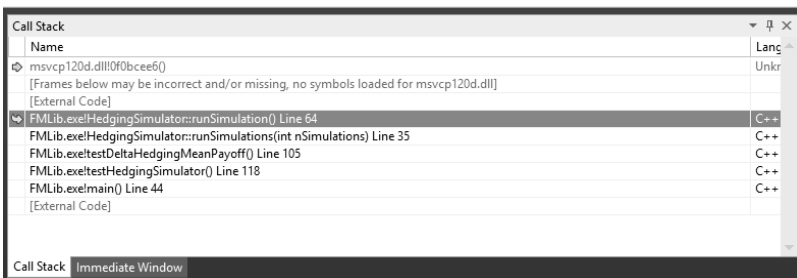 Call Stack
Name Lang
msvcp120d.dll!0f0bcee6() Unkr
[Frames below may be incorrect and/or missing, no symbols loaded for msvcp120d.dll]
[External Code]
FMLib.exe!HedgingSimulator::runSimulation() Line 64 C++
FMLib.exe!HedgingSimulator::runSimulations(int nSimulations) Line 35 C++
FMLib.exe!testDeltaHedgingMeanPayoff() Line 105 C++
FMLib.exe!testHedgingSimulator() Line 118 C++
FMLib.exe!main() Line 44 C++
[External Code]
Call Stack Immediate Window